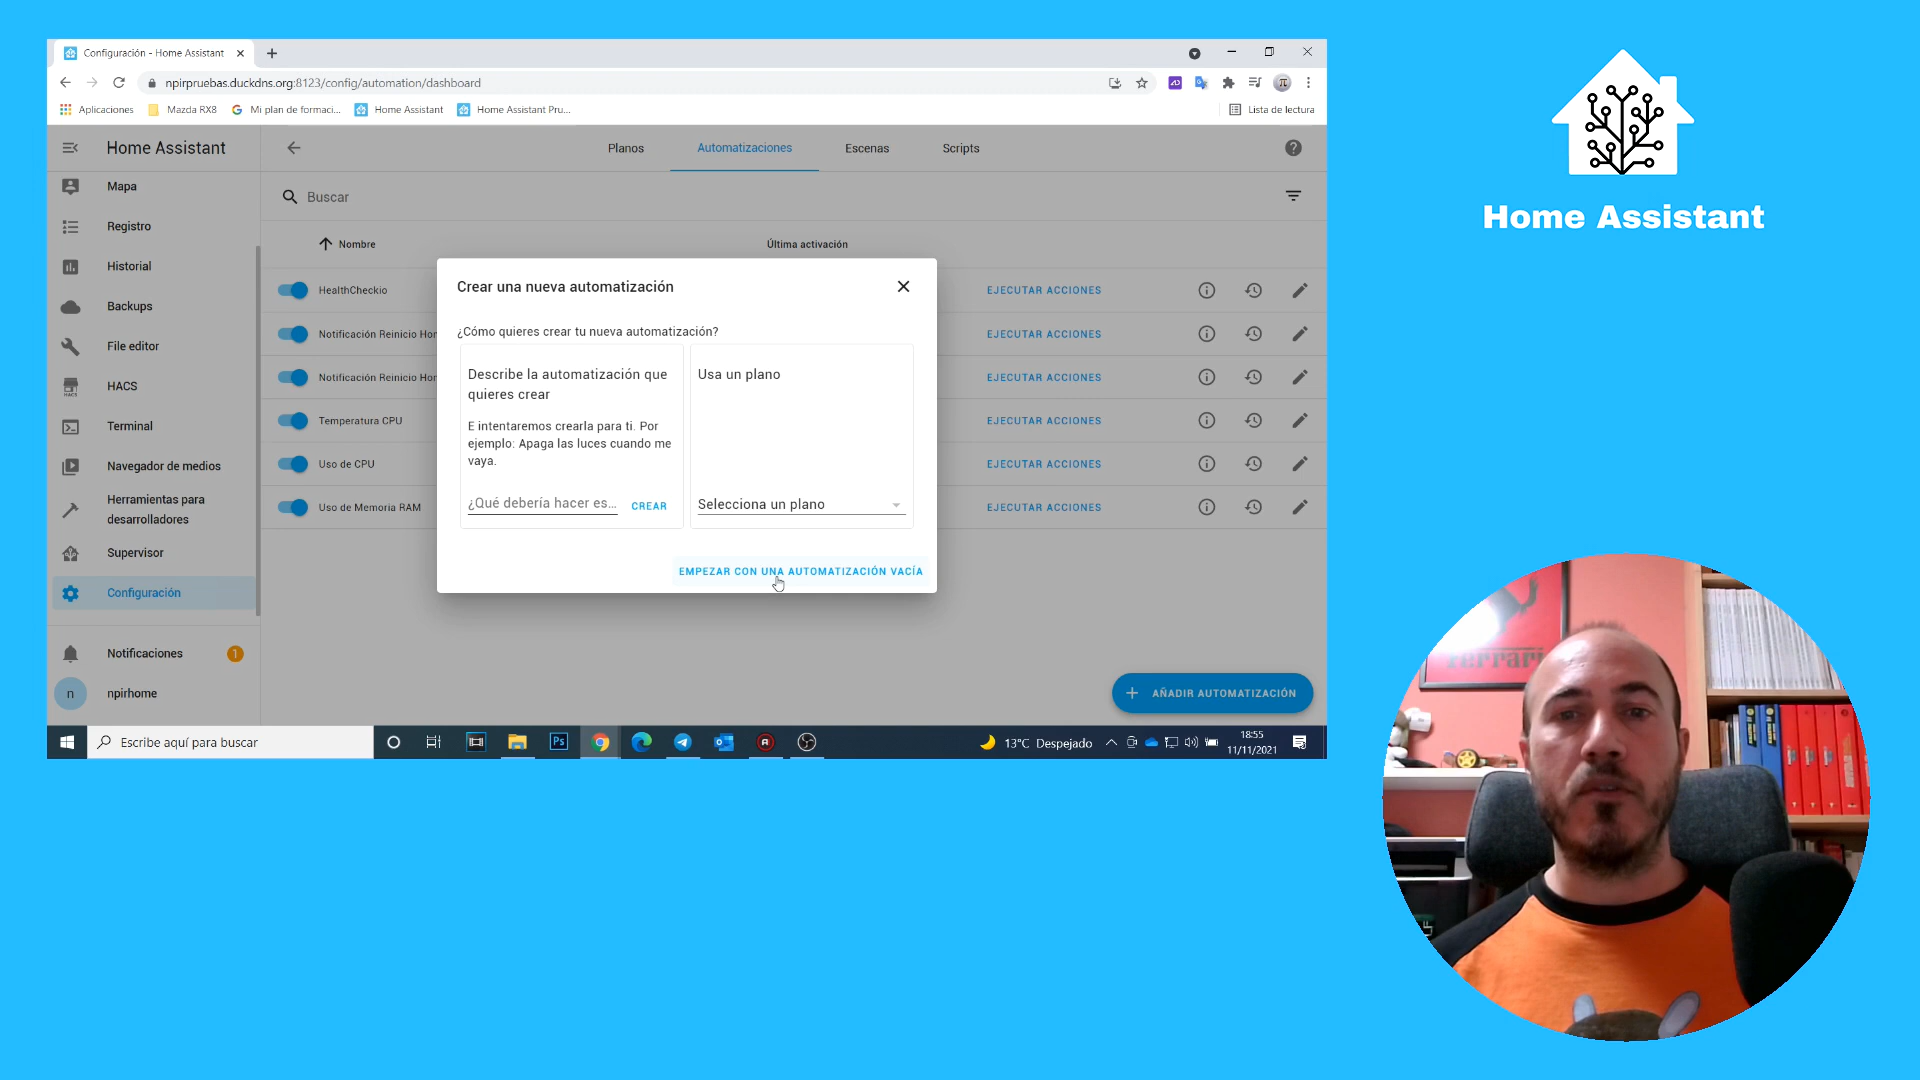 Configuración - Home Assistant
npirpruebas.duckdns.org:8123/config/automation/dashboard
Aplicaciones
Mazda RX8
Mi plan de formaci...
Home Assistant
Home Assistant Pru...
Lista de lectura
Home Assistant
Planos
Automatizaciones
Escenas
Scripts
Mapa
Registro
Historial
Backups
File editor
HACS
HACS
Terminal
Navegador de medios
Herramientas para
desarrolladores
Supervisor
Configuración
Notificaciones
1
n
npirhome
Buscar
Nombre
Última activación
HealthCheckio
EJECUTAR ACCIONES
Notificación Reinicio Hor
EJECUTAR ACCIONES
Notificación Reinicio Hor
EJECUTAR ACCIONES
Temperatura CPU
EJECUTAR ACCIONES
Uso de CPU
EJECUTAR ACCIONES
Uso de Memoria RAM
EJECUTAR ACCIONES
Crear una nueva automatización
¿Cómo quieres crear tu nueva automatización?
Describe la automatización que
quieres crear
E intentaremos crearla para ti. Por
ejemplo: Apaga las luces cuando me
vaya.
¿Qué debería hacer es...
CREAR
Usa un plano
Selecciona un plano
EMPEZAR CON UNA AUTOMATIZACIÓN VACÍA
AÑADIR AUTOMATIZACIÓN
Escribe aquí para buscar
Ps
13°C Despejado
18:55
11/11/2021
Home Assistant
Ferrari